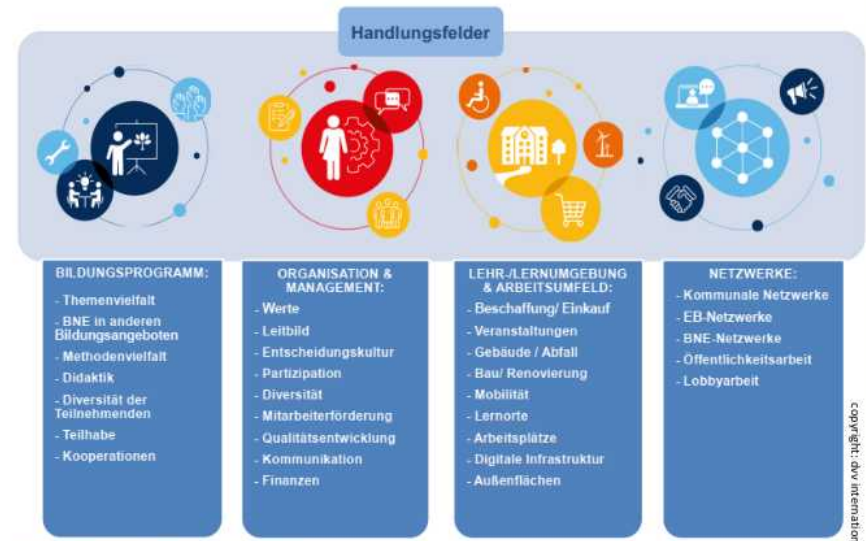 Handlungsfelder
BILDUNGSPROGRAMM:
- Themenvielfalt
- BNE in anderen
Bildungsangeboten
- Methodenvielfalt
- Didaktik
- Diversität der
Teilnehmenden
- Teilhabe
- Kooperationen
ORGANISATION &
MANAGEMENT:
- Werte
- Leitbild
- Entscheidungskultur
- Partizipation
- Diversität
- Mitarbeiterförderung
- Qualitätsentwicklung
- Kommunikation
- Finanzen
LEHR-/LERNUMGEBUNG
& ARBEITSUMFELD:
- Beschaffung/ Einkauf
- Veranstaltungen
- Gebäude / Abfall
- Bau/ Renovierung
- Mobilität
- Lernorte
- Arbeitsplätze
- Digitale Infrastruktur
- Außenflächen
NETZWERKE:
- Kommunale Netzwerke
- EB-Netzwerke
- BNE-Netzwerke
- Öffentlichkeitsarbeit
- Lobbyarbeit
copyright: dvv internation